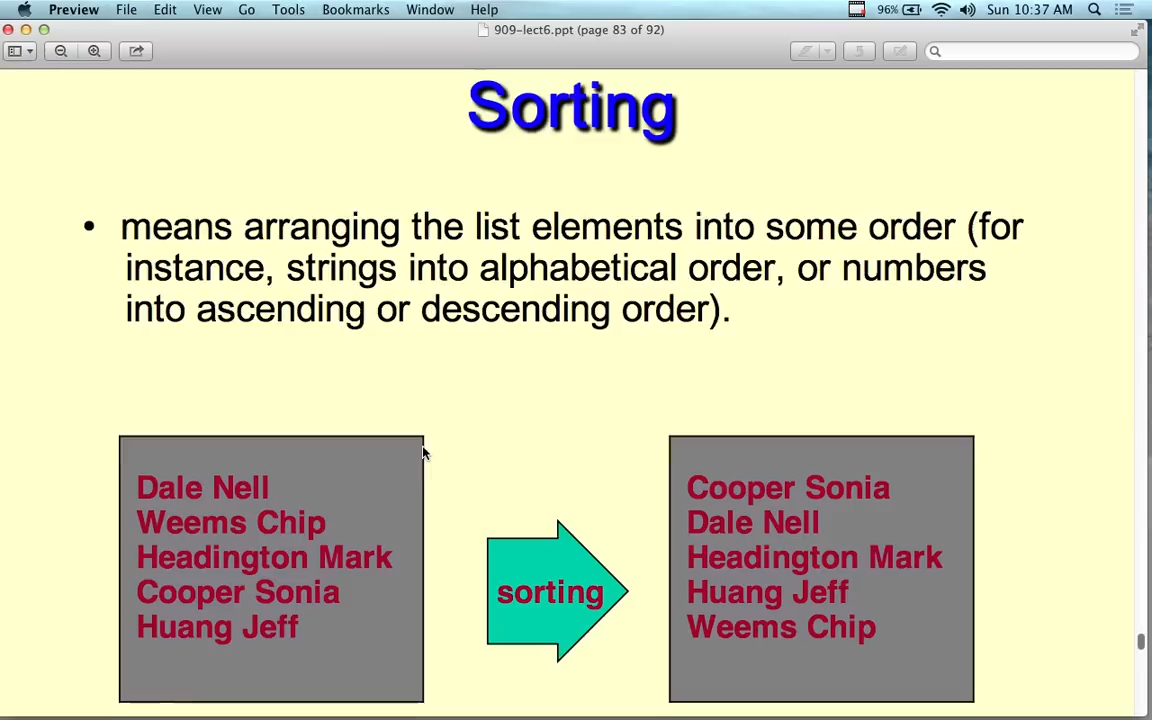 Preview File Edit View Go Tools Bookmarks Window Help 96% Sun 10:37 AM
909-lect6.ppt (page 83 of 92)
Sorting
• means arranging the list elements into some order (for
instance, strings into alphabetical order, or numbers
into ascending or descending order).
Dale Nell
Weems Chip
Headington Mark
Cooper Sonia
Huang Jeff
sorting
Cooper Sonia
Dale Nell
Headington Mark
Huang Jeff
Weems Chip